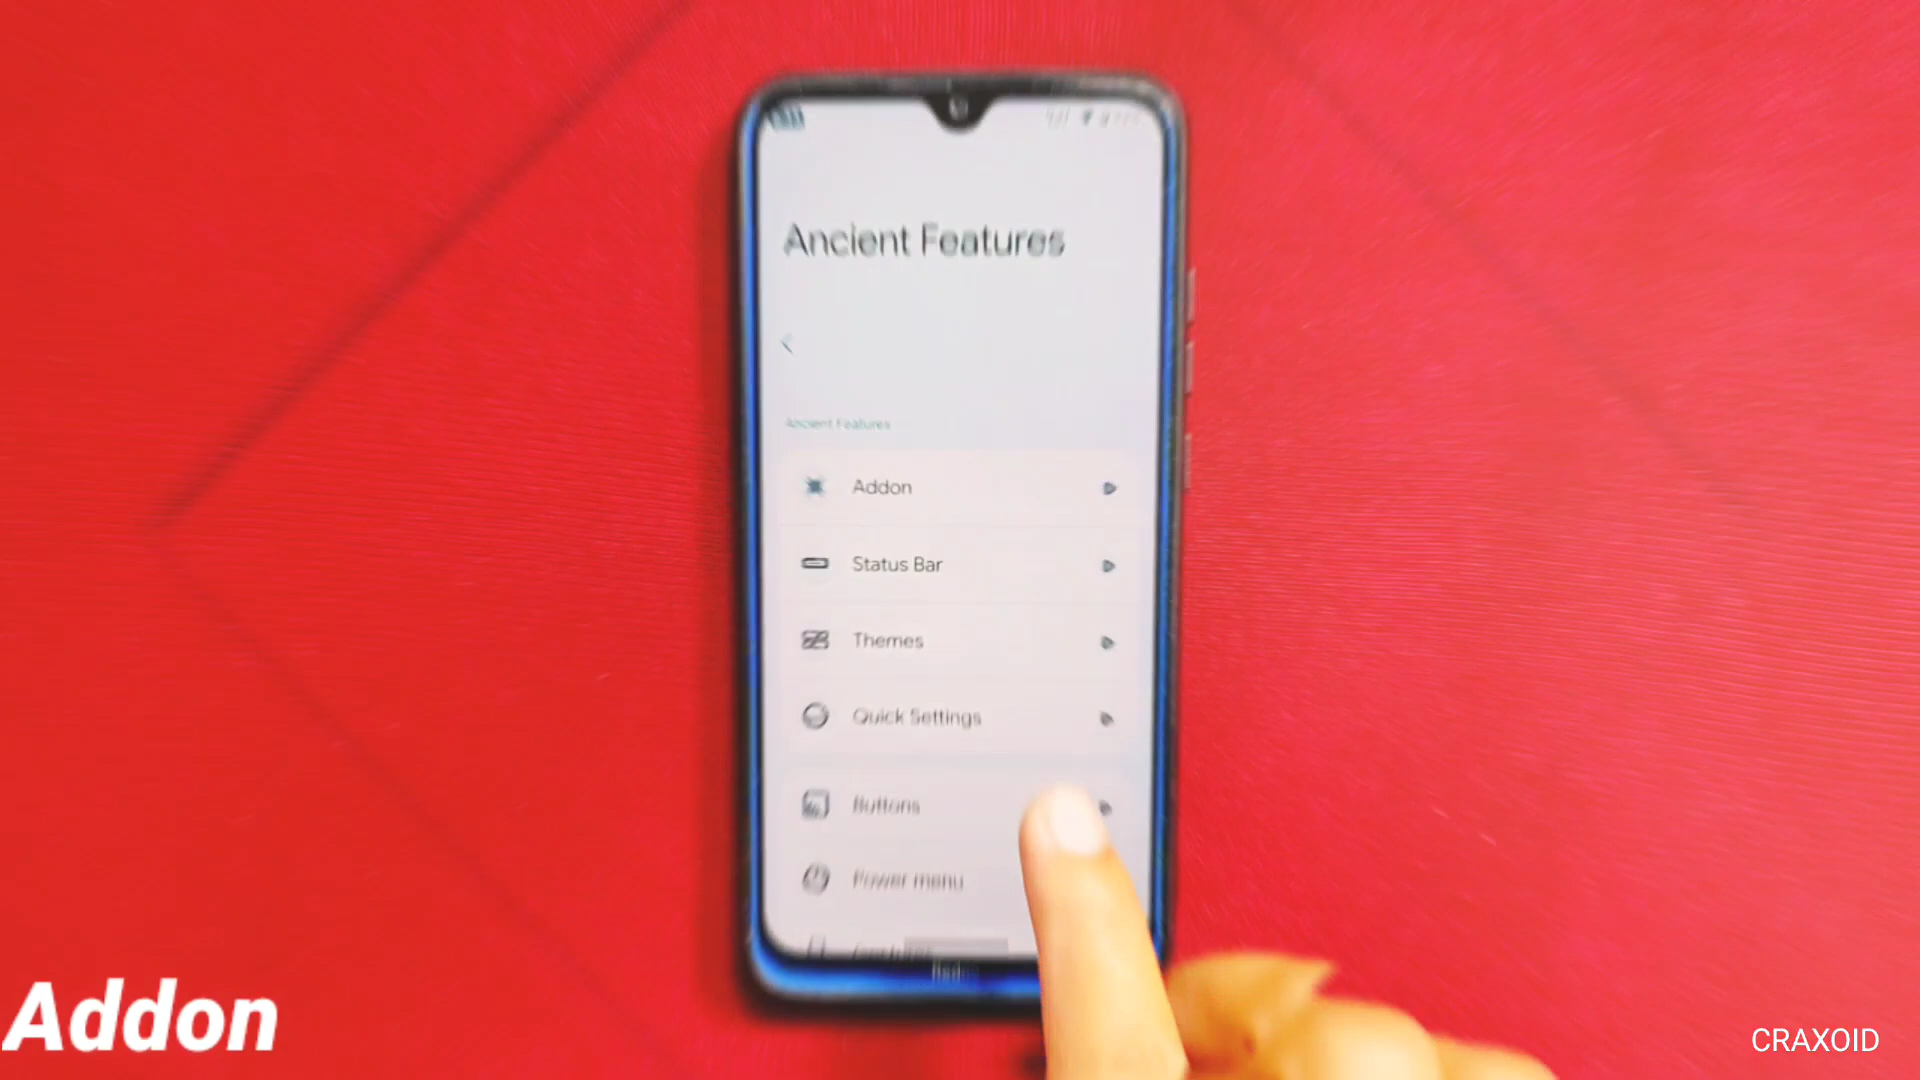 Ancient Features
Ancient Features
Addon
Status Bar
Themes
Quick Settings
Buttons
Power menu
Addon
CRAXOID